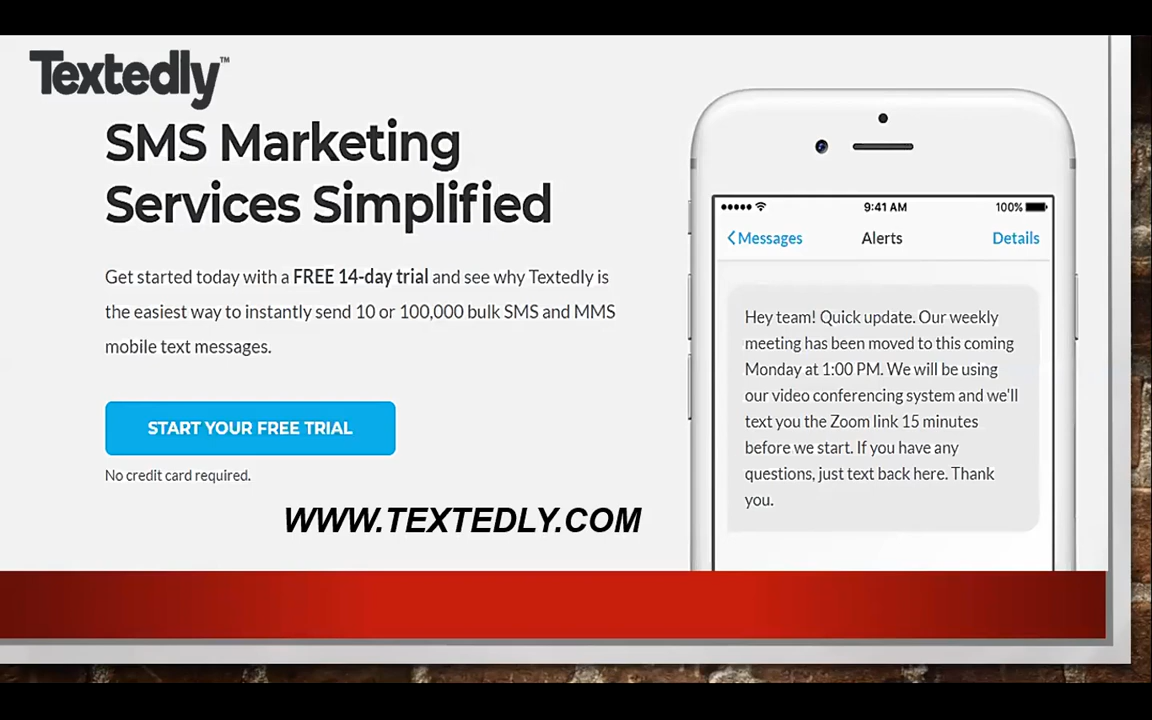 Textedly™
SMS Marketing
Services Simplified
Get started today with a FREE 14-day trial and see why Textedly is
the easiest way to instantly send 10 or 100,000 bulk SMS and MMS
mobile text messages.
START YOUR FREE TRIAL
No credit card required.
WWW.TEXTEDLY.COM
9:41 AM 100%
Messages Alerts Details
Hey team! Quick update. Our weekly
meeting has been moved to this coming
Monday at 1:00 PM. We will be using
our video conferencing system and we'll
text you the Zoom link 15 minutes
before we start. If you have any
questions, just text back here. Thank
you.